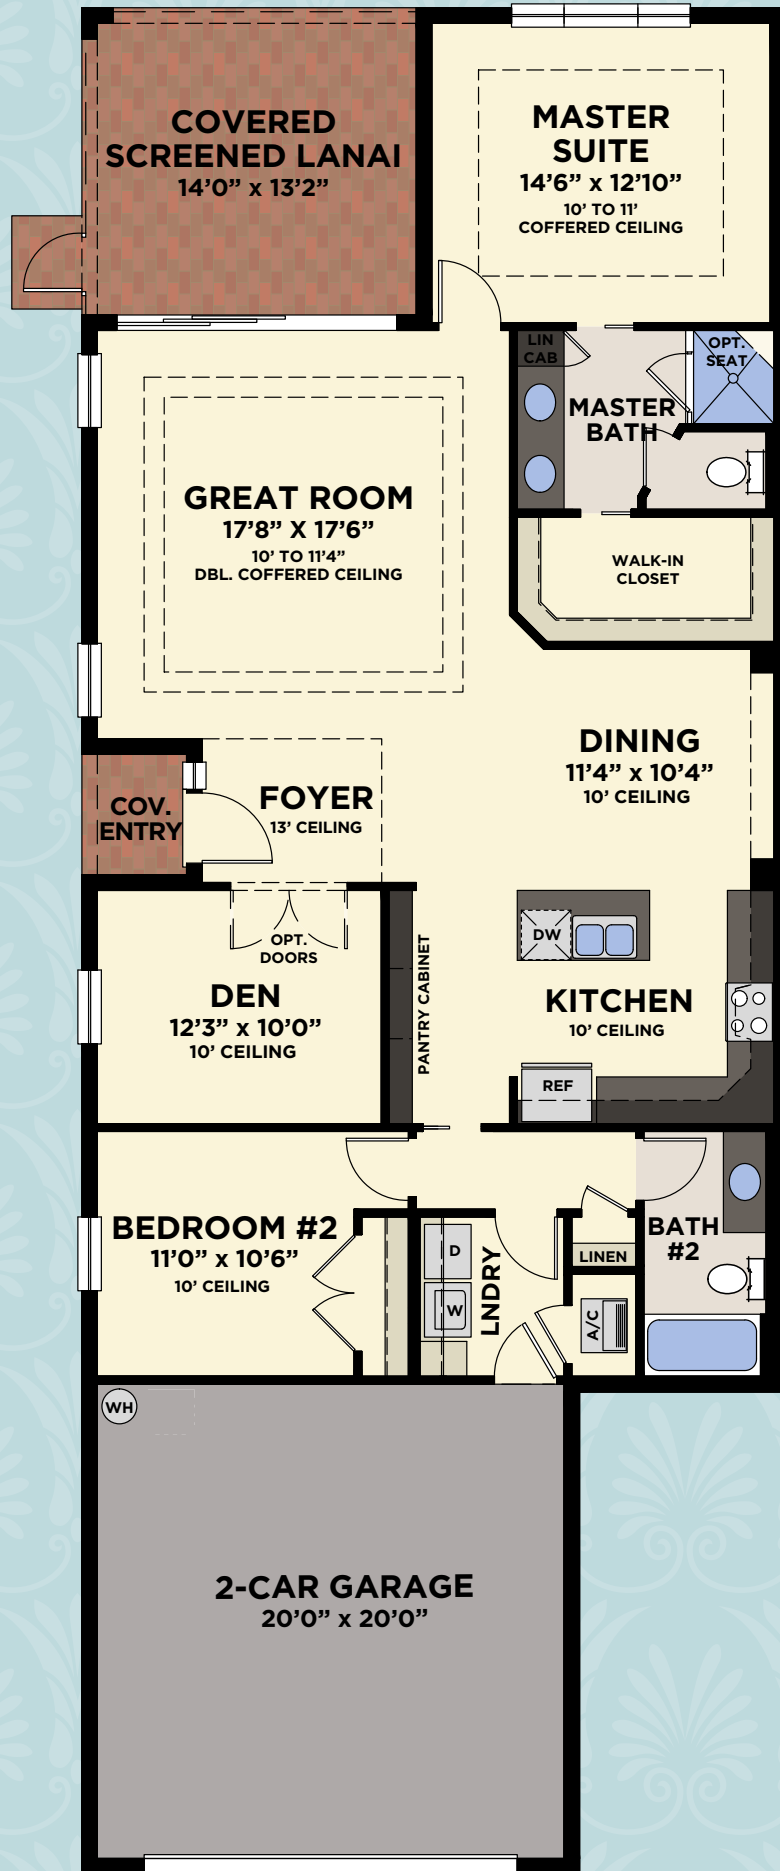 COVERED
SCREENED LANAI
14’0” x 13’2”
MASTER
SUITE
14’6” x 12’10”
10’ TO 11’
COFFERED CEILING
LIN
CAB
OPT.
SEAT
MASTER
BATH
GREAT ROOM
17’8” X 17’6”
10’ TO 11’4”
DBL. COFFERED CEILING
WALK-IN
CLOSET
DINING
11’4” x 10’4”
10’ CEILING
COV.
ENTRY
FOYER
13’ CEILING
OPT.
DOORS
DEN
12’3” x 10’0”
10’ CEILING
PANTRY CABINET
DW
KITCHEN
10’ CEILING
REF
BEDROOM #2
11’0” x 10’6”
10’ CEILING
D
W
LNDRY
LINEN
A/C
BATH
#2
WH
2-CAR GARAGE
20’0” x 20’0”